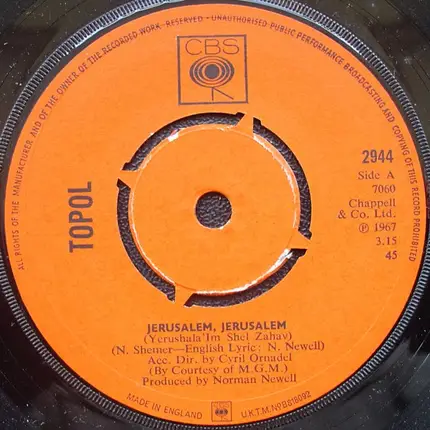 ALL RIGHTS OF THE MANUFACTURER AND OF THE OWNER OF THE RECORDED WORK RESERVED - UNAUTHORISED PUBLIC PERFORMANCE BROADCASTING AND COPYING OF THIS RECORD PROHIBITED
CBS
TOPOL
2944
Side A
7060
Chappell
& Co. Ltd.
Ⓟ 1967
3.15
45
JERUSALEM, JERUSALEM
(Yerushala'Im Shel Zahav)
(N. Shemer—English Lyric: N. Newell)
Acc. Dir. by Cyril Ornadel
(By Courtesy of M.G.M.)
Produced by Norman Newell
MADE IN ENGLAND
U.K.T.M.NºB818092